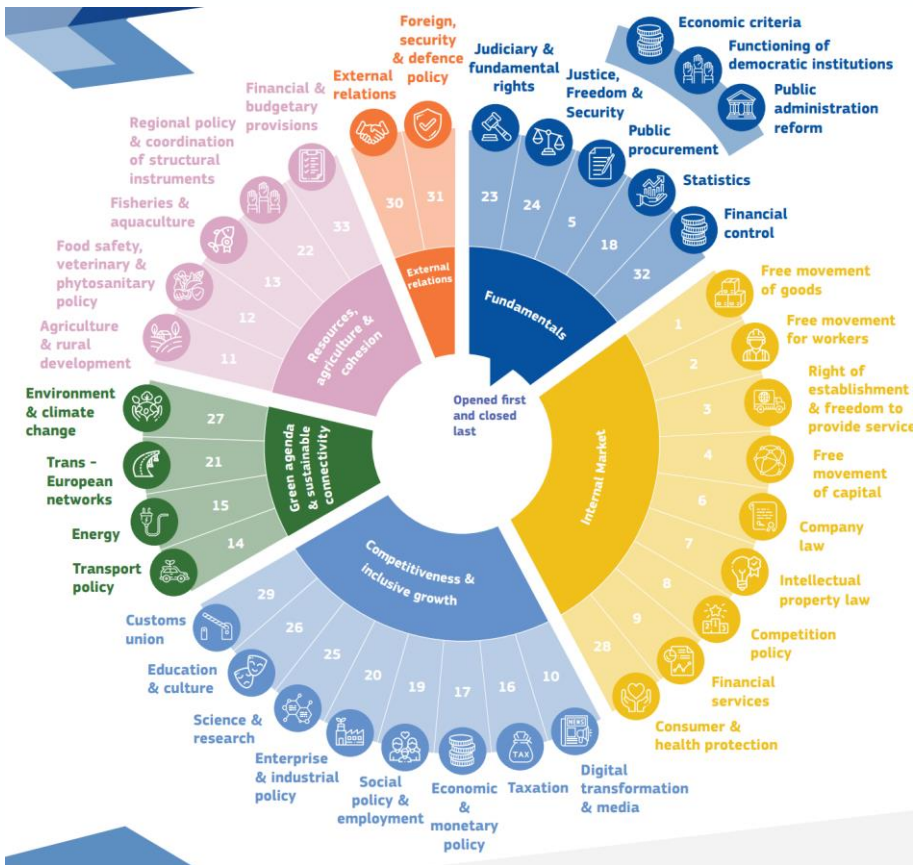 Economic criteria
Functioning of
democratic institutions
Public
administration
reform
Judiciary &
fundamental
rights
Justice,
Freedom &
Security
Public
procurement
Statistics
Financial
control
23
24
5
18
32
Fundamentals
Opened first
and closed
last
Free movement
of goods
Free movement
for workers
Right of
establishment
& freedom to
provide service
Free
movement
of capital
Company
law
Intellectual
property law
Competition
policy
Financial
services
Consumer &
health protection
1
2
3
4
6
7
8
9
28
Internal Market
Digital
transformation
& media
Taxation
Economic
&
monetary
policy
Social
policy &
employment
Enterprise
& industrial
policy
Science &
research
Education
& culture
Customs
union
10
16
TAX
NEWS
17
19
20
25
26
29
Competitiveness &
inclusive growth
Transport
policy
Energy
Trans -
European
networks
Environment
& climate
change
14
15
21
27
Green agenda
& sustainable
connectivity
Agriculture
& rural
development
Food safety,
veterinary &
phytosanitary
policy
Fisheries &
aquaculture
Regional policy
& coordination
of structural
instruments
Financial &
budgetary
provisions
11
12
13
22
33
Resources,
agriculture &
cohesion
External
relations
Foreign,
security
& defence
policy
30
31
External
relations